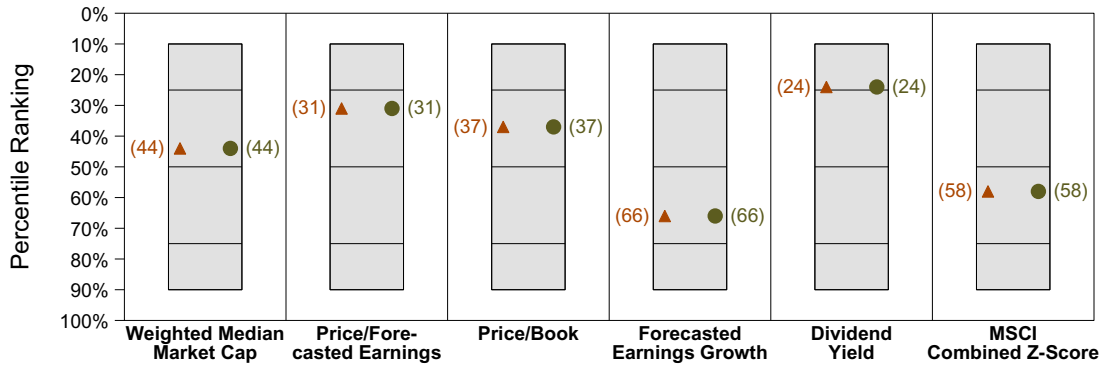 Percentile Ranking
0%
10%
20%
30%
40%
50%
60%
70%
80%
90%
100%
(44) (44)
(31) (31)
(37) (37)
(66) (66)
(24) (24)
(58) (58)
Weighted Median
Market Cap
Price/Fore-
casted Earnings
Price/Book
Forecasted
Earnings Growth
Dividend
Yield
MSCI
Combined Z-Score